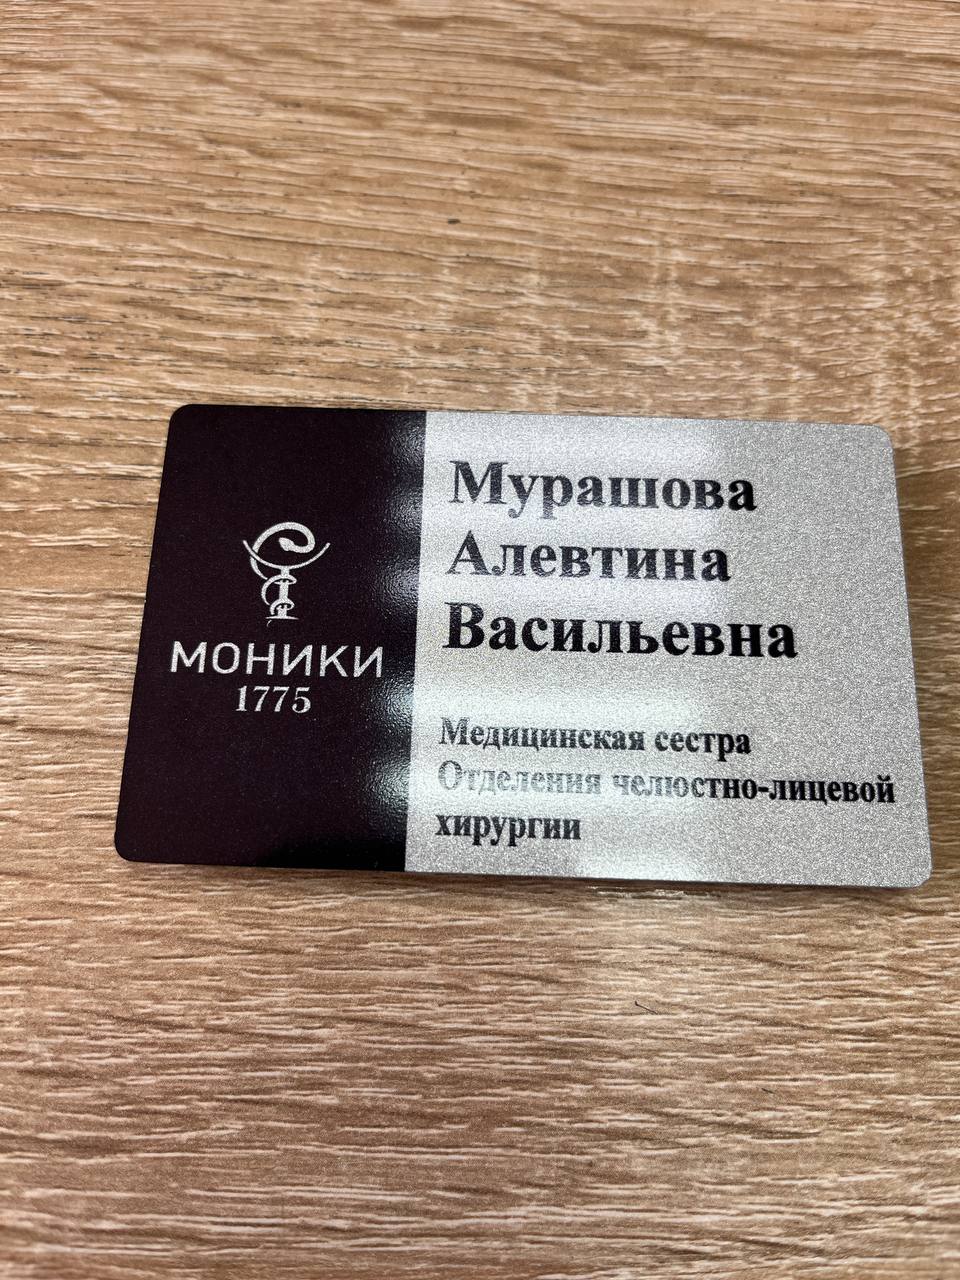 МОНИКИ
1775
Мурашова
Алевтина
Васильевна
Медицинская сестра
Отделения челюстно-лицевой
хирургии